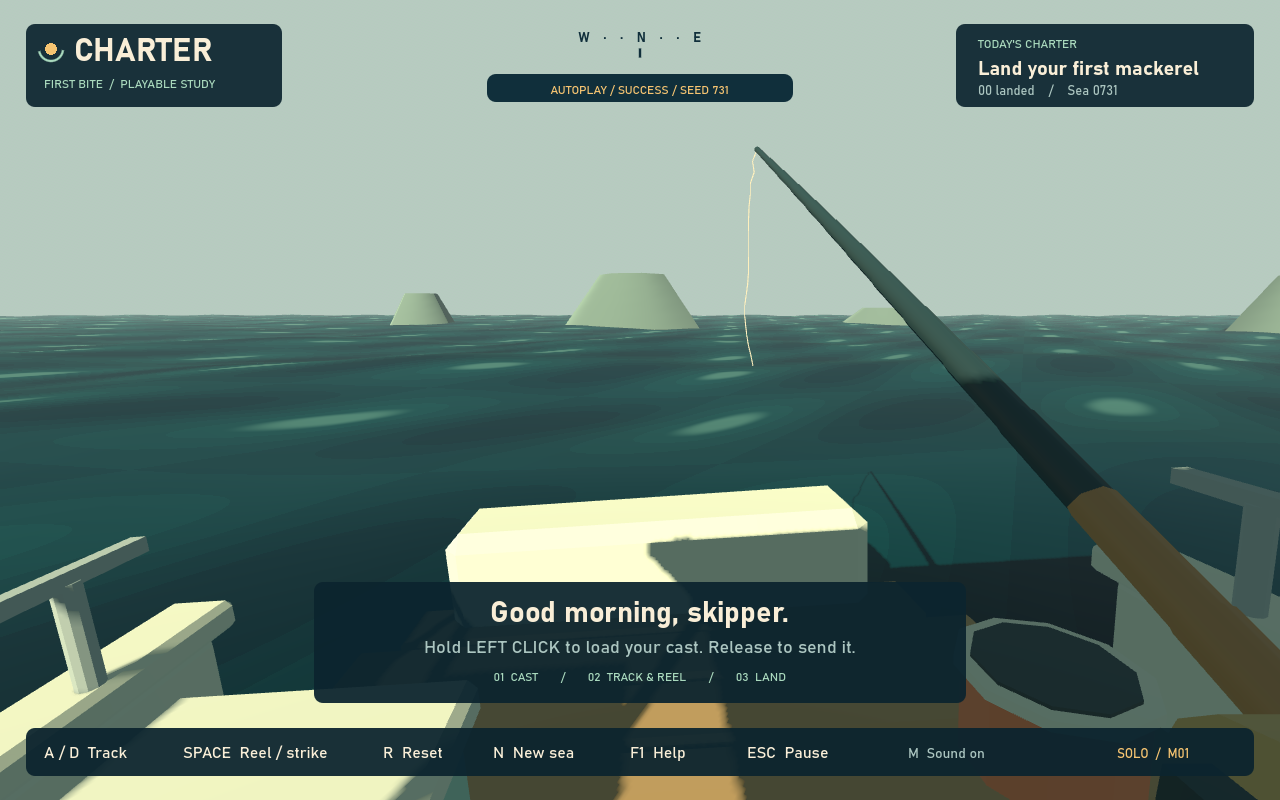 CHARTER
FIRST BITE / PLAYABLE STUDY
W · · N · · E
AUTOPLAY / SUCCESS / SEED 731
TODAY'S CHARTER
Land your first mackerel
00 landed / Sea 0731
Good morning, skipper.
Hold LEFT CLICK to load your cast. Release to send it.
01 CAST / 02 TRACK & REEL / 03 LAND
A / D Track SPACE Reel / strike R Reset N New sea F1 Help ESC Pause M Sound on SOLO / M01